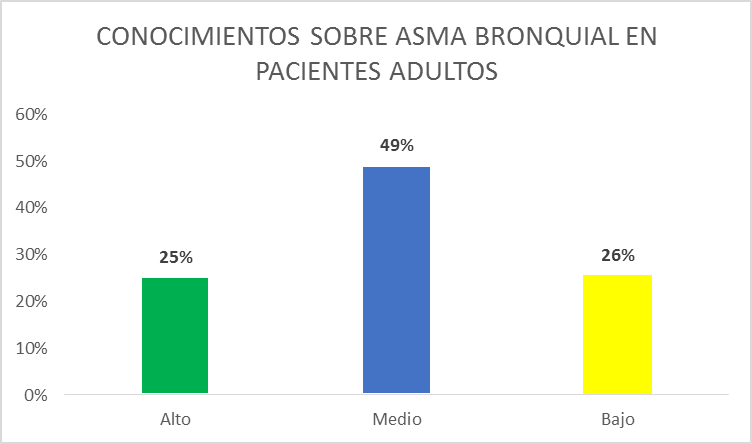 CONOCIMIENTOS SOBRE ASMA BRONQUIAL EN
PACIENTES ADULTOS
60%
50%
40%
30%
20%
10%
0%
25%
49%
26%
Alto
Medio
Bajo